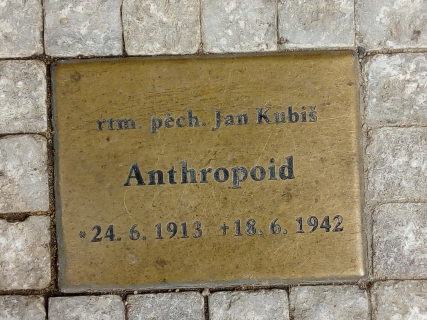 rtm. pěch. Jan Kubiš
Anthropoid
*24. 6. 1913 †18. 6. 1942